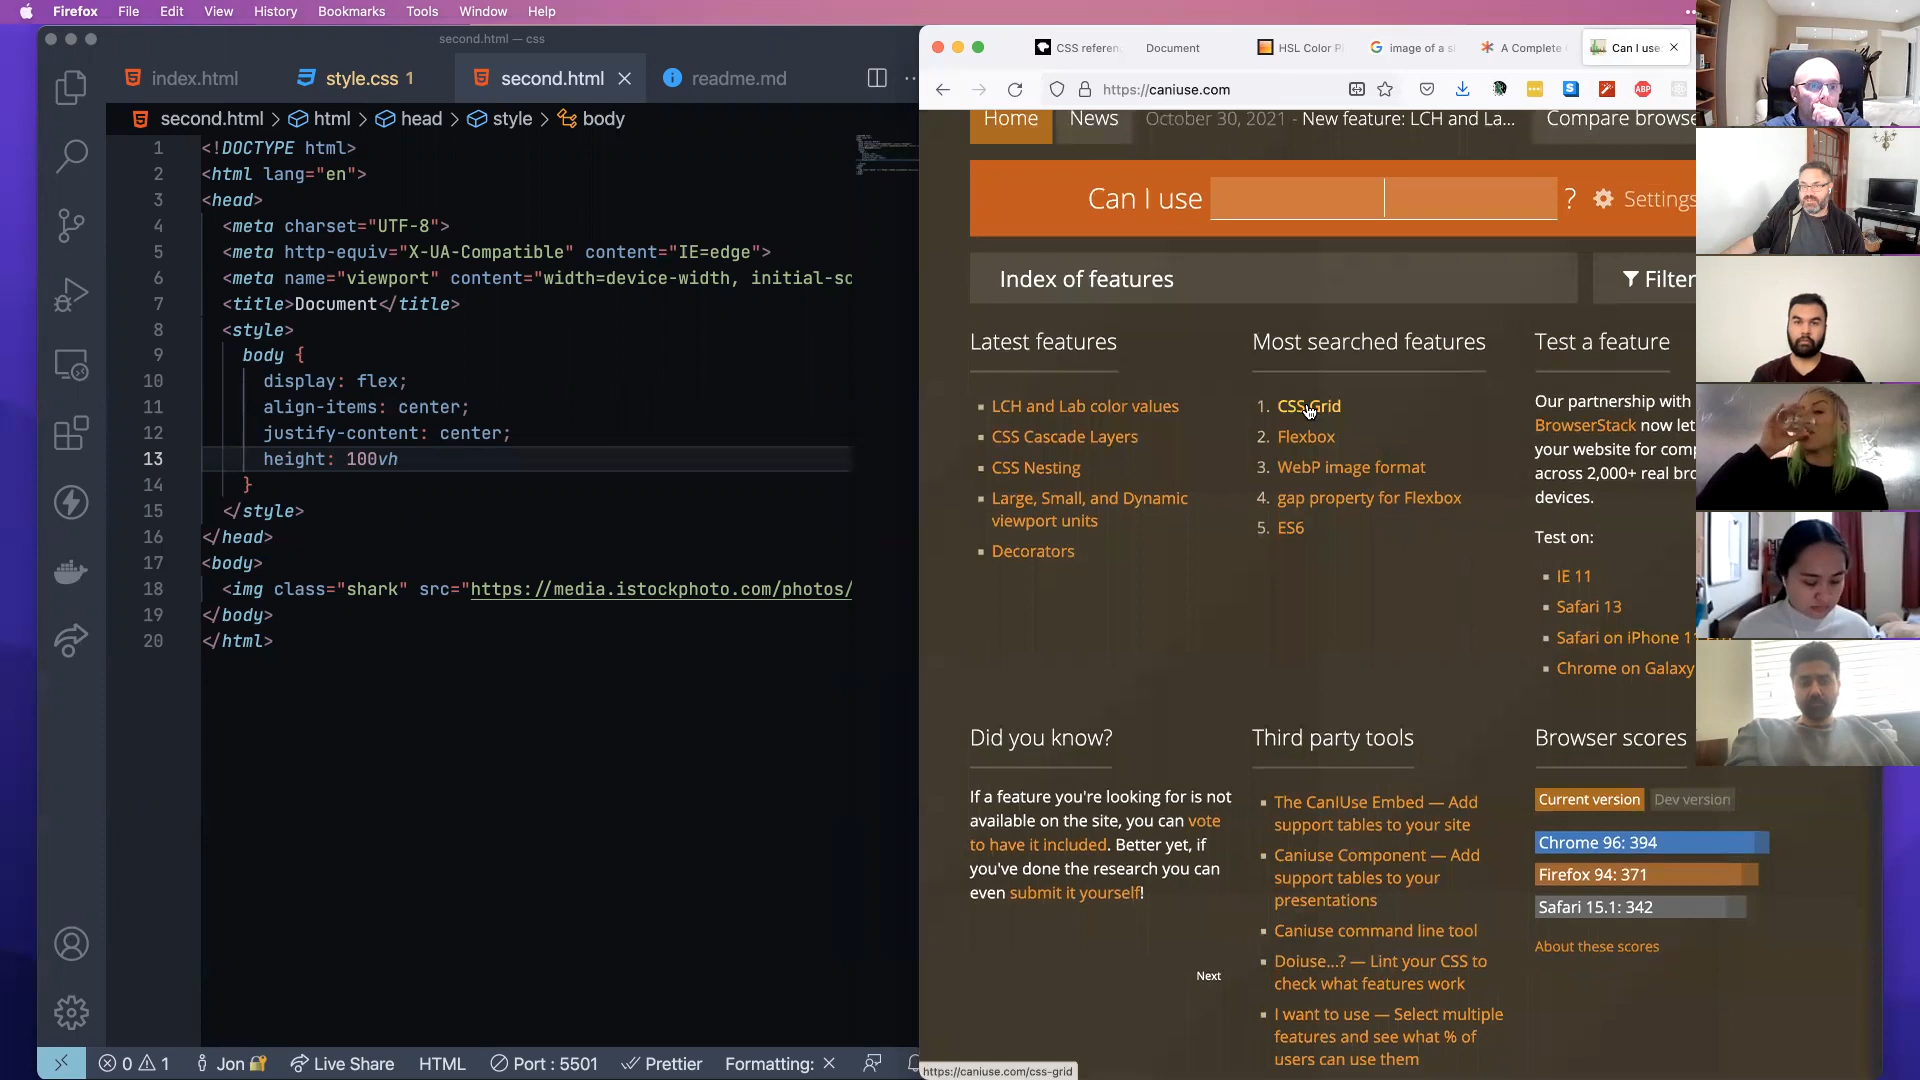 Firefox File Edit View History Bookmarks Tools Window Help
second.html — css
index.html
style.css 1
second.html
readme.md
second.html > html > head > style > body
1 <!DOCTYPE html>
2 <html lang="en">
3 <head>
4 <meta charset="UTF-8">
5 <meta http-equiv="X-UA-Compatible" content="IE=edge">
6 <meta name="viewport" content="width=device-width, initial-sc
7 <title>Document</title>
8 <style>
9 body {
10 display: flex;
11 align-items: center;
12 justify-content: center;
13 height: 100vh
14 }
15 </style>
16 </head>
17 <body>
18 <img class="shark" src="https://media.istockphoto.com/photos/
19 </body>
20 </html>
0 1 Jon Live Share HTML Port : 5501 Prettier Formatting:
CSS referen
Document
HSL Color P
image of a s
A Complete
Can I use
https://caniuse.com
ABP
Home News October 30, 2021 - New feature: LCH and La... Compare browse
Can I use ? Settings
Index of features
Filter
Latest features
LCH and Lab color values
CSS Cascade Layers
CSS Nesting
Large, Small, and Dynamic
viewport units
Decorators
Most searched features
1. CSS Grid
2. Flexbox
3. WebP image format
4. gap property for Flexbox
5. ES6
Test a feature
Our partnership with
BrowserStack now let
your website for comp
across 2,000+ real bro
devices.
Test on:
IE 11
Safari 13
Safari on iPhone 1
Chrome on Galaxy
Did you know?
If a feature you're looking for is not
available on the site, you can vote
to have it included. Better yet, if
you've done the research you can
even submit it yourself!
Next
Third party tools
The CanIUse Embed — Add
support tables to your site
Caniuse Component — Add
support tables to your
presentations
Caniuse command line tool
Doiuse...? — Lint your CSS to
check what features work
I want to use — Select multiple
features and see what % of
users can use them
Browser scores
Current version Dev version
Chrome 96: 394
Firefox 94: 371
Safari 15.1: 342
About these scores
https://caniuse.com/css-grid